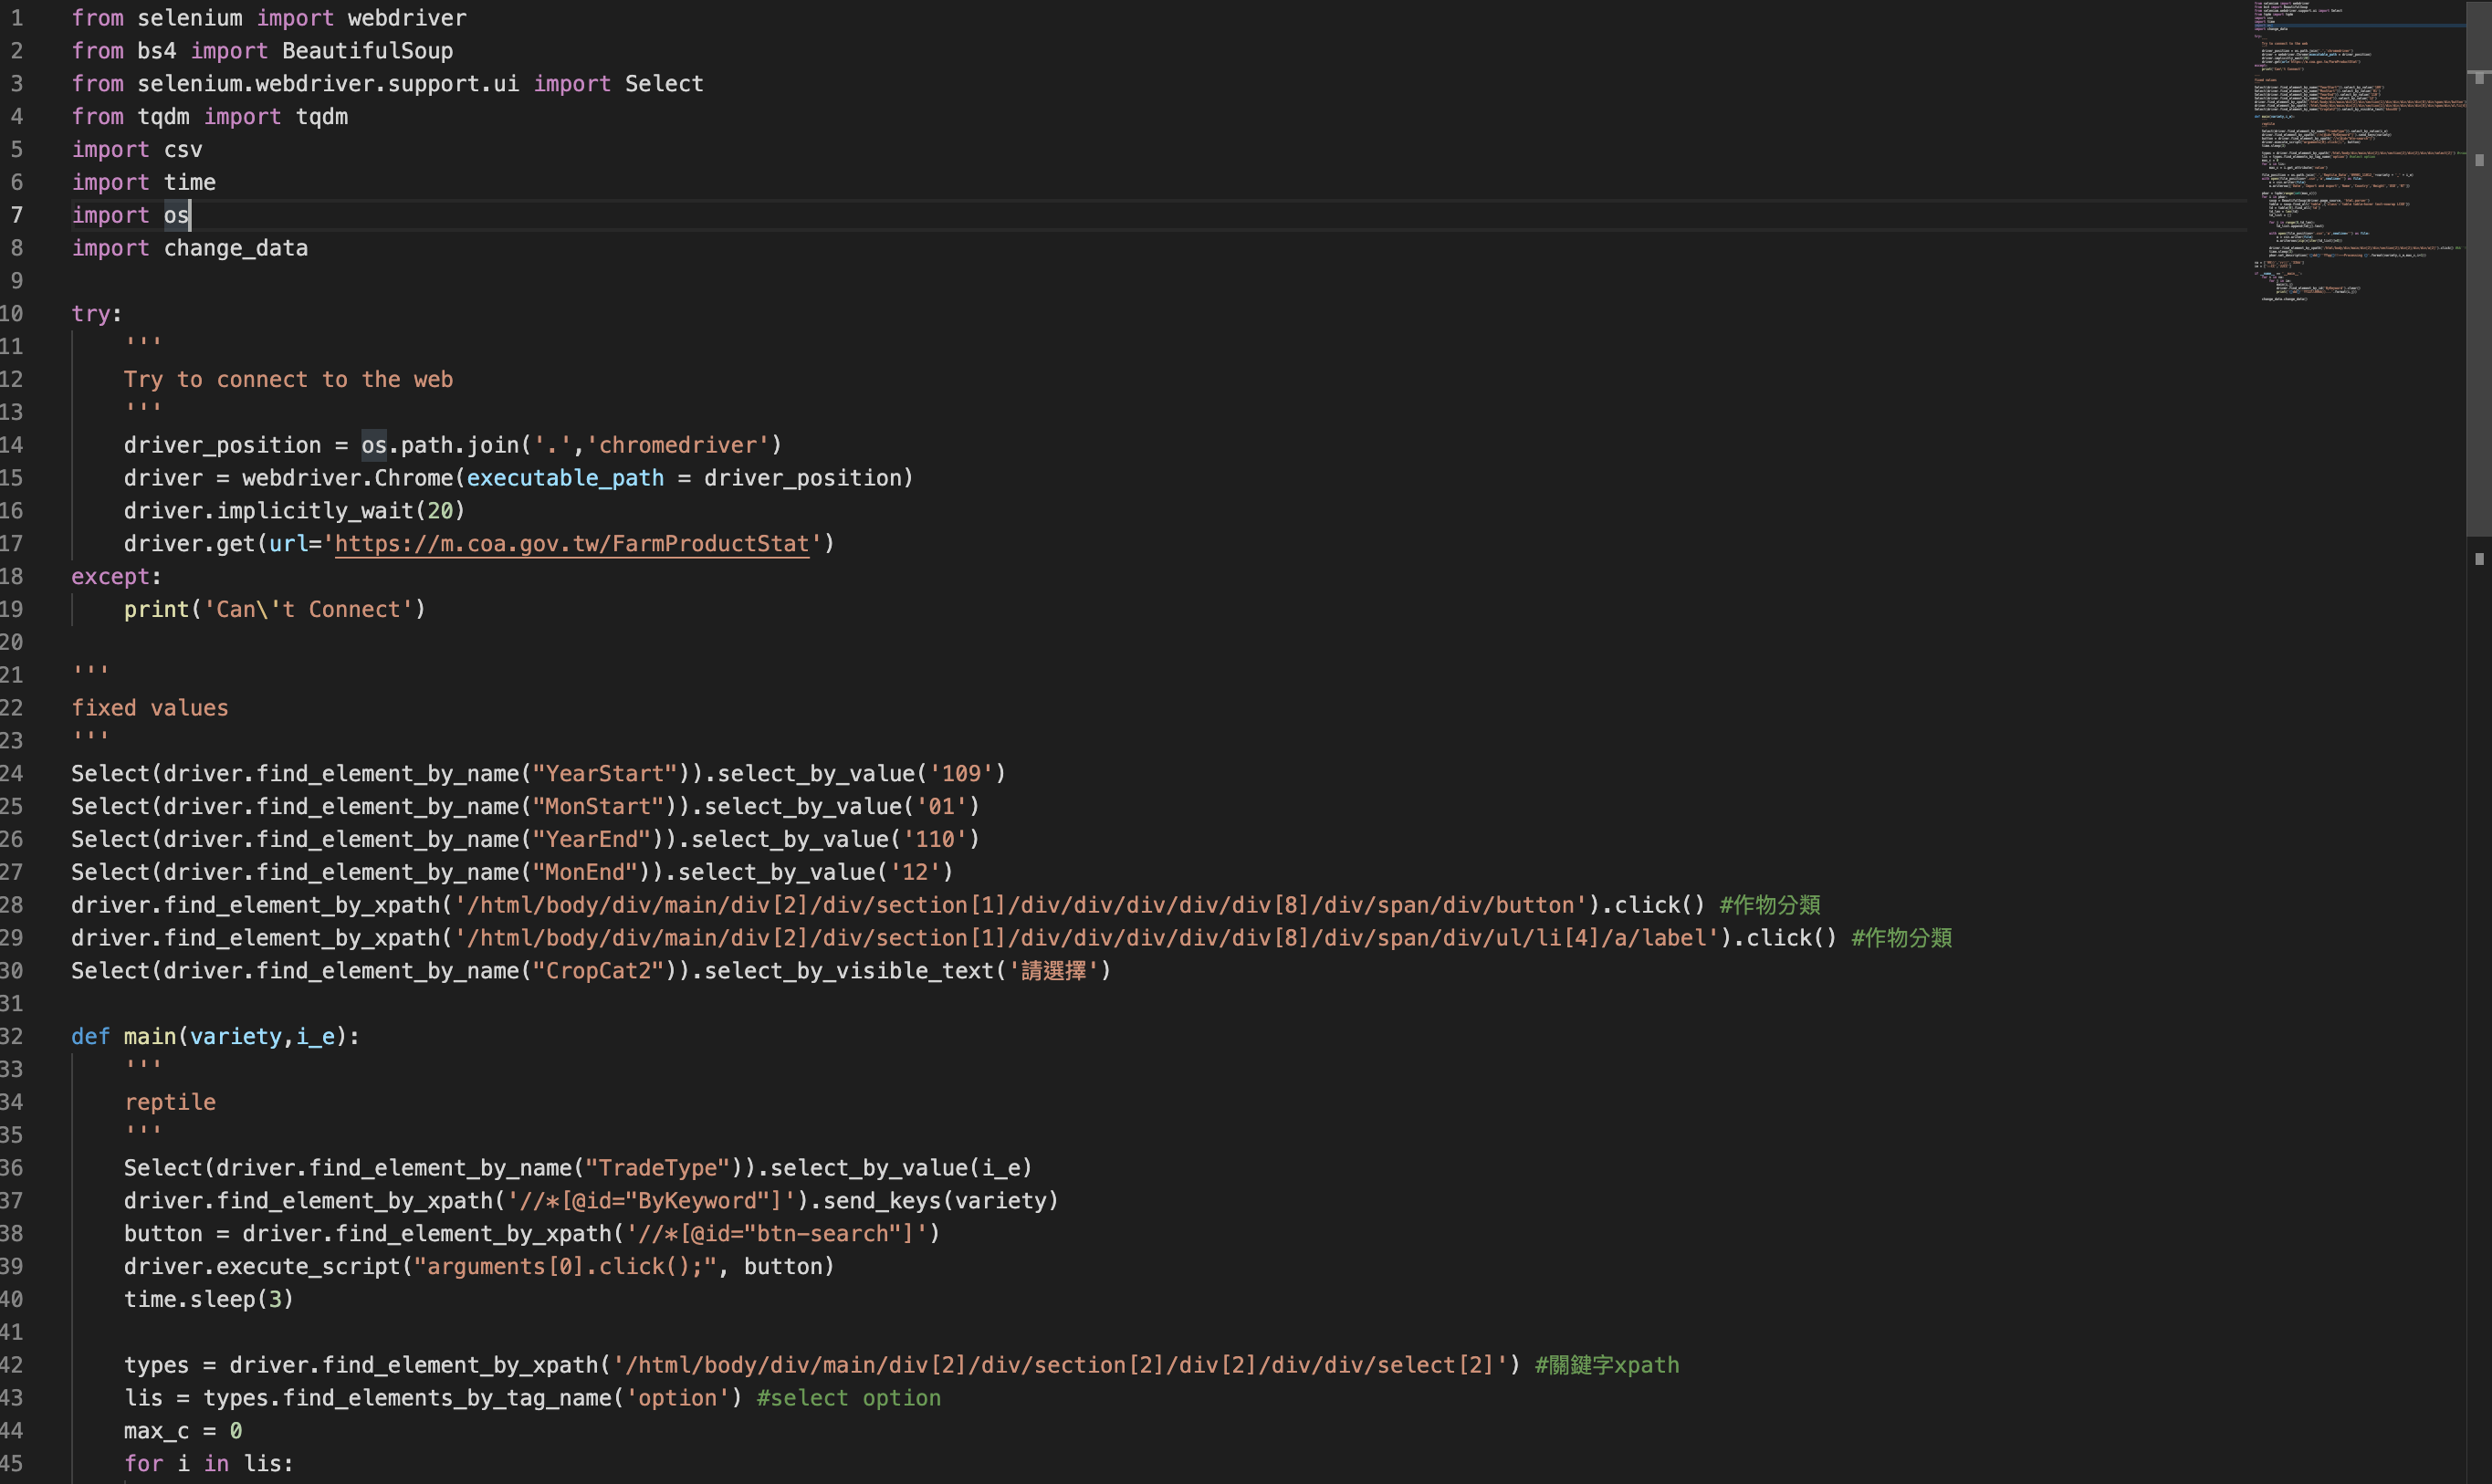 1 from selenium import webdriver
2 from bs4 import BeautifulSoup
3 from selenium.webdriver.support.ui import Select
4 from tqdm import tqdm
5 import csv
6 import time
7 import os
8 import change_data
9
10 try:
11     '''
12     Try to connect to the web
13     '''
14     driver_position = os.path.join('.','chromedriver')
15     driver = webdriver.Chrome(executable_path = driver_position)
16     driver.implicitly_wait(20)
17     driver.get(url='https://m.coa.gov.tw/FarmProductStat')
18 except:
19     print('Can\'t Connect')
20
21 '''
22 fixed values
23 '''
24 Select(driver.find_element_by_name("YearStart")).select_by_value('109')
25 Select(driver.find_element_by_name("MonStart")).select_by_value('01')
26 Select(driver.find_element_by_name("YearEnd")).select_by_value('110')
27 Select(driver.find_element_by_name("MonEnd")).select_by_value('12')
28 driver.find_element_by_xpath('/html/body/div/main/div[2]/div/section[1]/div/div/div/div/div[8]/div/span/div/button').click() #作物分類
29 driver.find_element_by_xpath('/html/body/div/main/div[2]/div/section[1]/div/div/div/div/div[8]/div/span/div/ul/li[4]/a/label').click() #作物分類
30 Select(driver.find_element_by_name("CropCat2")).select_by_visible_text('請選擇')
31
32 def main(variety,i_e):
33     '''
34     reptile
35     '''
36     Select(driver.find_element_by_name("TradeType")).select_by_value(i_e)
37     driver.find_element_by_xpath('//*[@id="ByKeyword"]').send_keys(variety)
38     button = driver.find_element_by_xpath('//*[@id="btn-search"]')
39     driver.execute_script("arguments[0].click();", button)
40     time.sleep(3)
41
42     types = driver.find_element_by_xpath('/html/body/div/main/div[2]/div/section[2]/div[2]/div/div/select[2]') #關鍵字xpath
43     lis = types.find_elements_by_tag_name('option') #select option
44     max_c = 0
45     for i in lis: